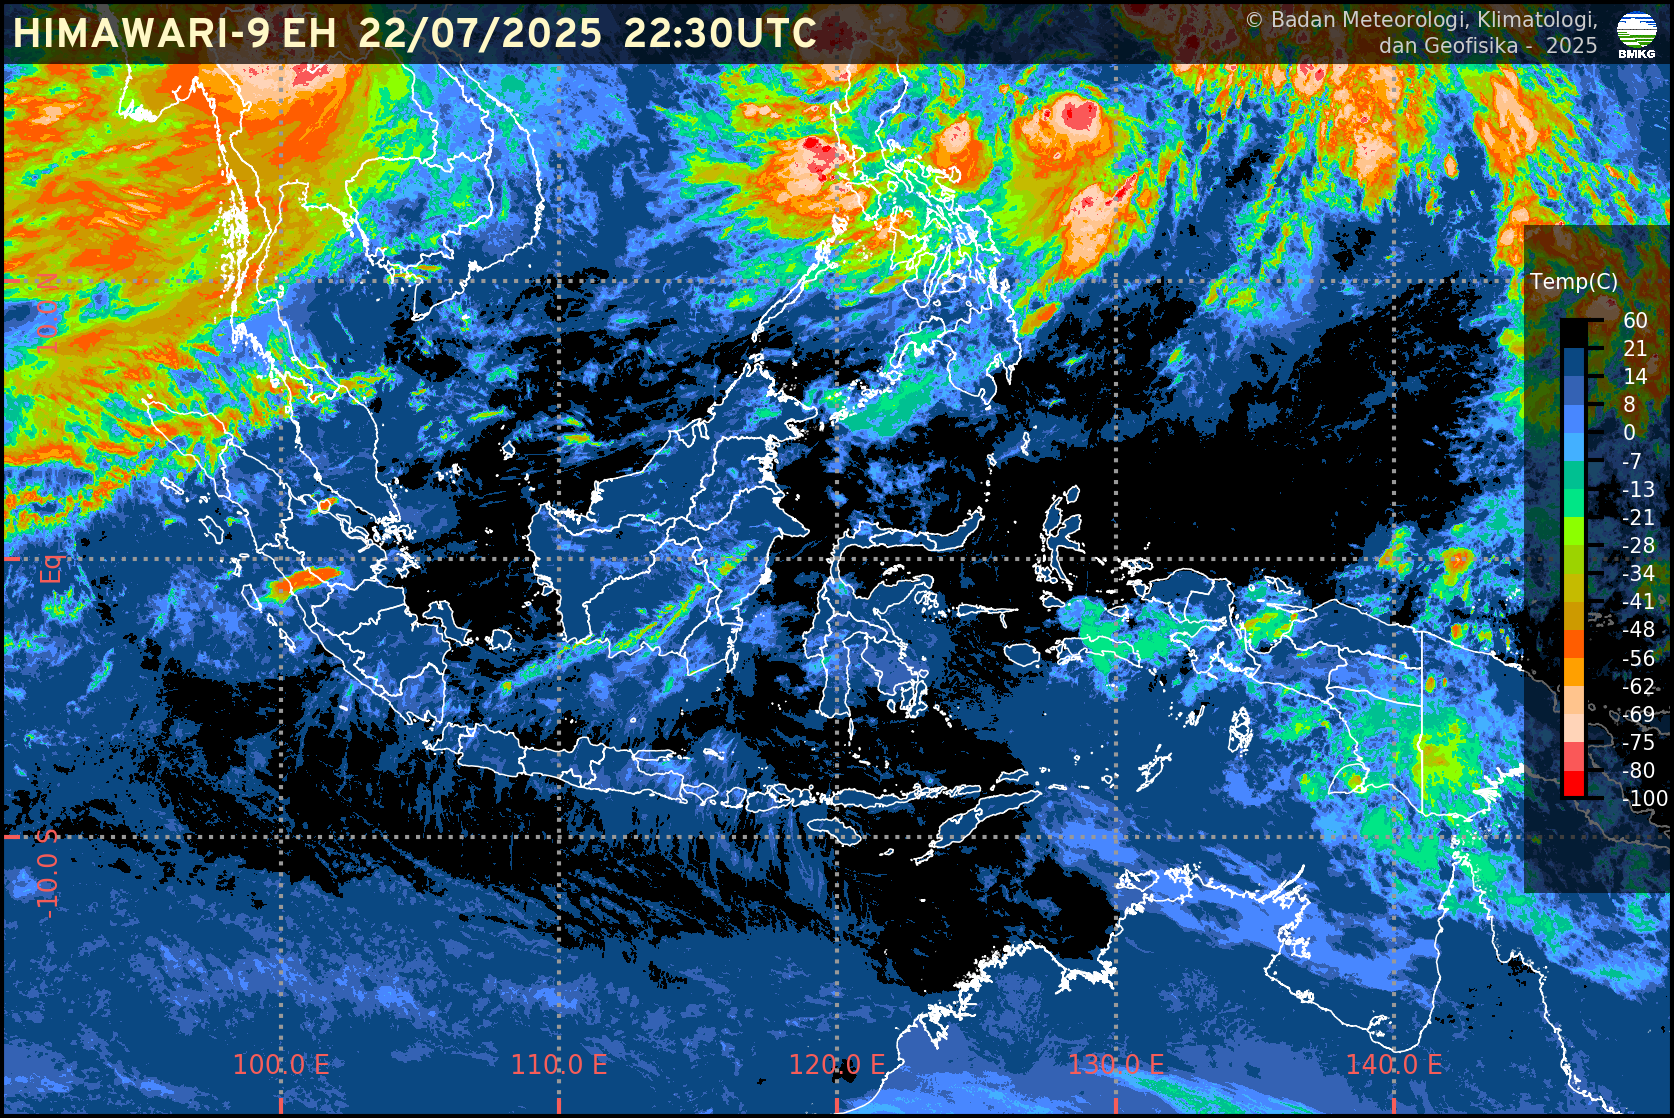 HIMAWARI-9 EH 22/07/2025 22:30UTC
© Badan Meteorologi, Klimatologi,
dan Geofisika - 2025
BMKG
Temp(C)
60
21
14
8
0
-7
-13
-21
-28
-34
-41
-48
-56
-62
-69
-75
-80
-100
0.0 N
Eq
-10.0 S
100.0 E
110.0 E
120.0 E
130.0 E
140.0 E